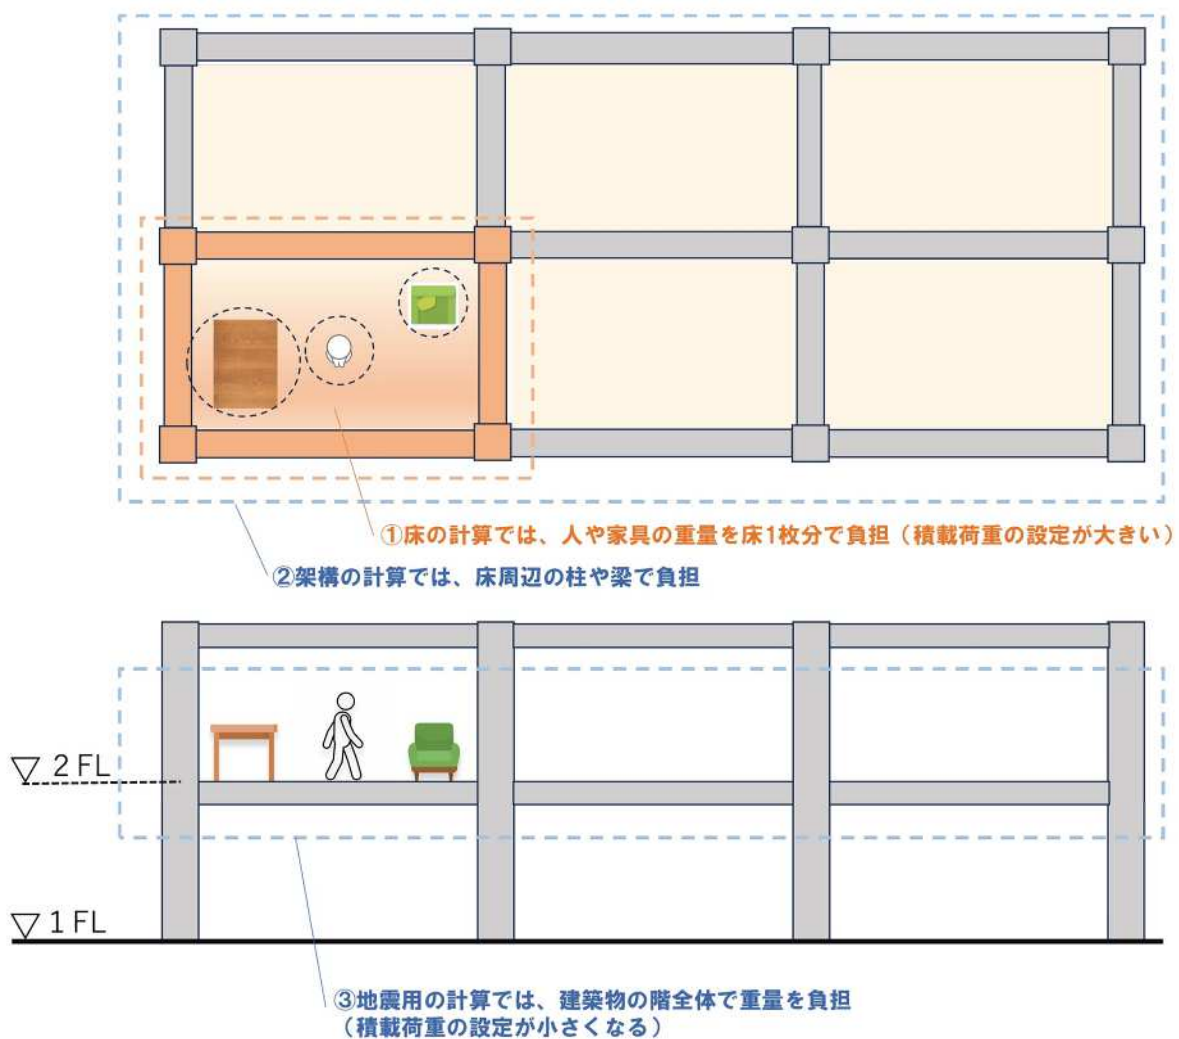 ①床の計算では、人や家具の重量を床1枚分で負担（積載荷重の設定が大きい）
②架構の計算では、床周辺の柱や梁で負担
▽ 2 FL
▽ 1 FL
③地震用の計算では、建築物の階全体で重量を負担
（積載荷重の設定が小さくなる）